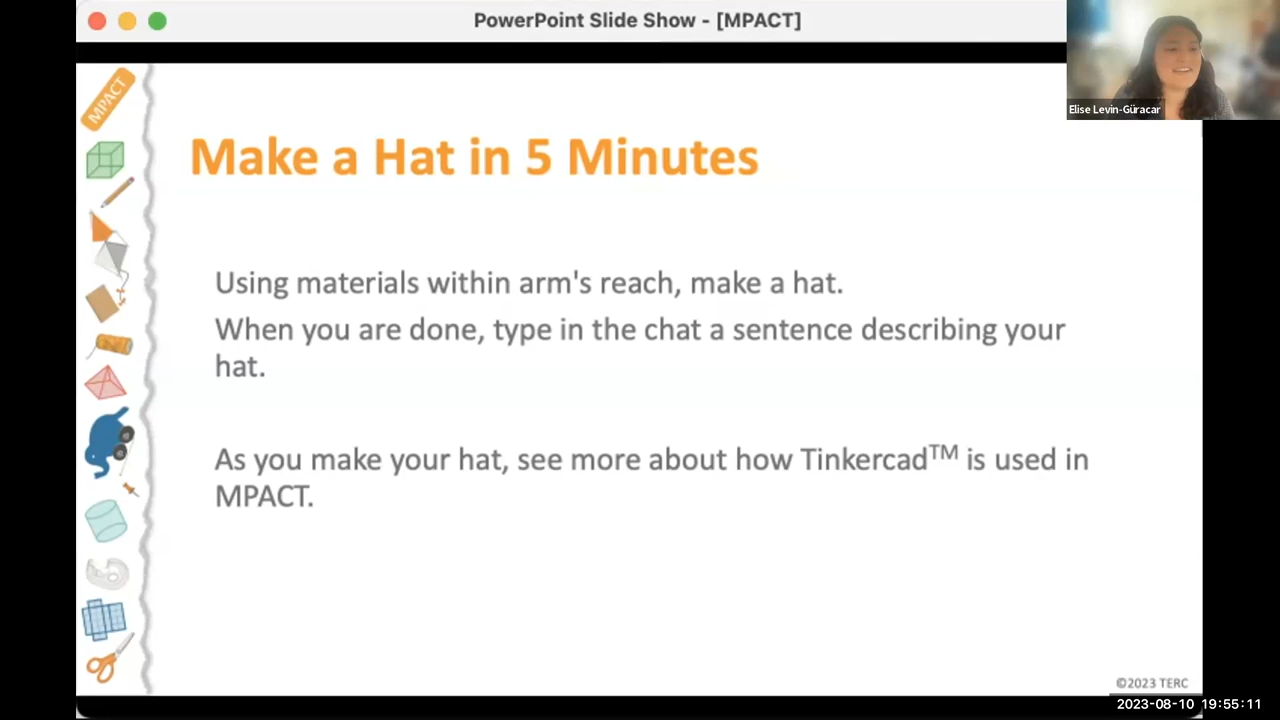 PowerPoint Slide Show - [MPACT]
Elise Levin-Güracar
MPACT
Make a Hat in 5 Minutes
Using materials within arm's reach, make a hat.
When you are done, type in the chat a sentence describing your
hat.
As you make your hat, see more about how Tinkercad™ is used in
MPACT.
©2023 TERC
2023-08-10 19:55:11